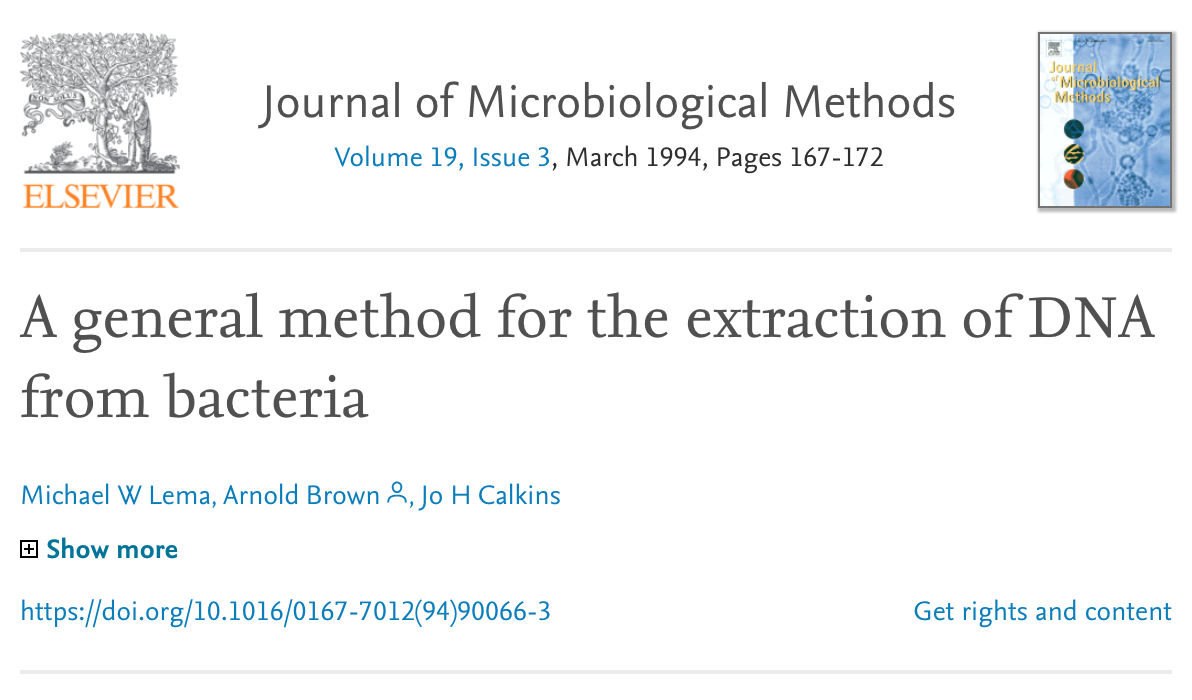 ELSEVIER
Journal of Microbiological Methods
Volume 19, Issue 3, March 1994, Pages 167-172
Journal
of Microbiological
Methods
A general method for the extraction of DNA
from bacteria
Michael W Lema, Arnold Brown, Jo H Calkins
Show more
https://doi.org/10.1016/0167-7012(94)90066-3
Get rights and content